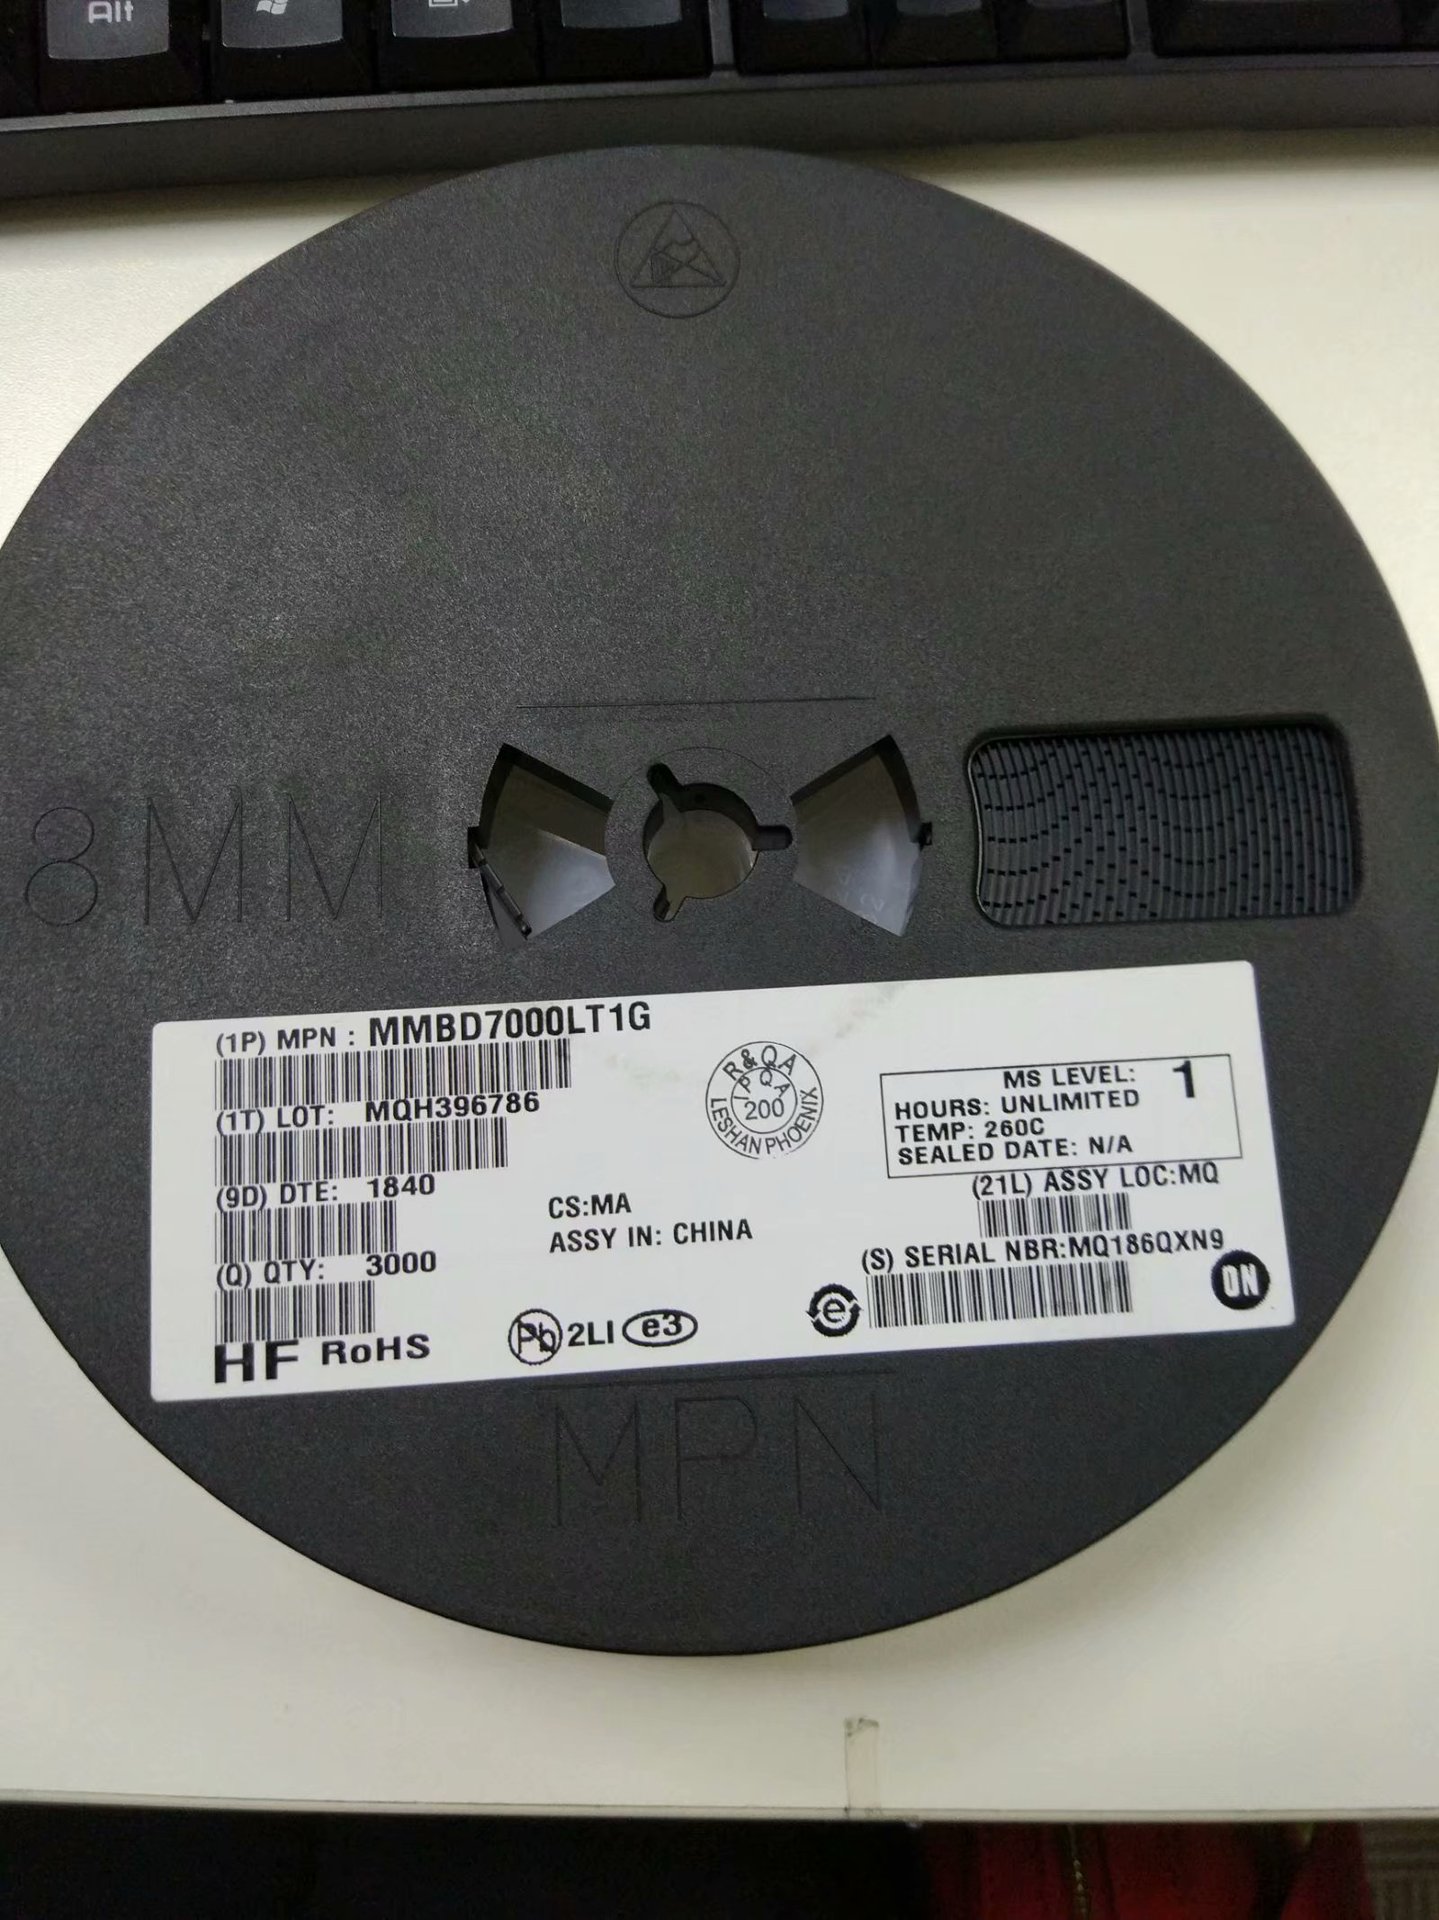 Alt
8MM
(1P) MPN : MMBD7000LT1G
(1T) LOT: MQH396786
(9D) DTE: 1840
(Q) QTY: 3000
HF RoHS
CS:MA
ASSY IN: CHINA
Pb 2LI e3
R&QA
IPQA
200
LESHAN PHOENIX
MS LEVEL: 1
HOURS: UNLIMITED
TEMP: 260C
SEALED DATE: N/A
(21L) ASSY LOC:MQ
(S) SERIAL NBR:MQ186QXN9
e
ON
MPN